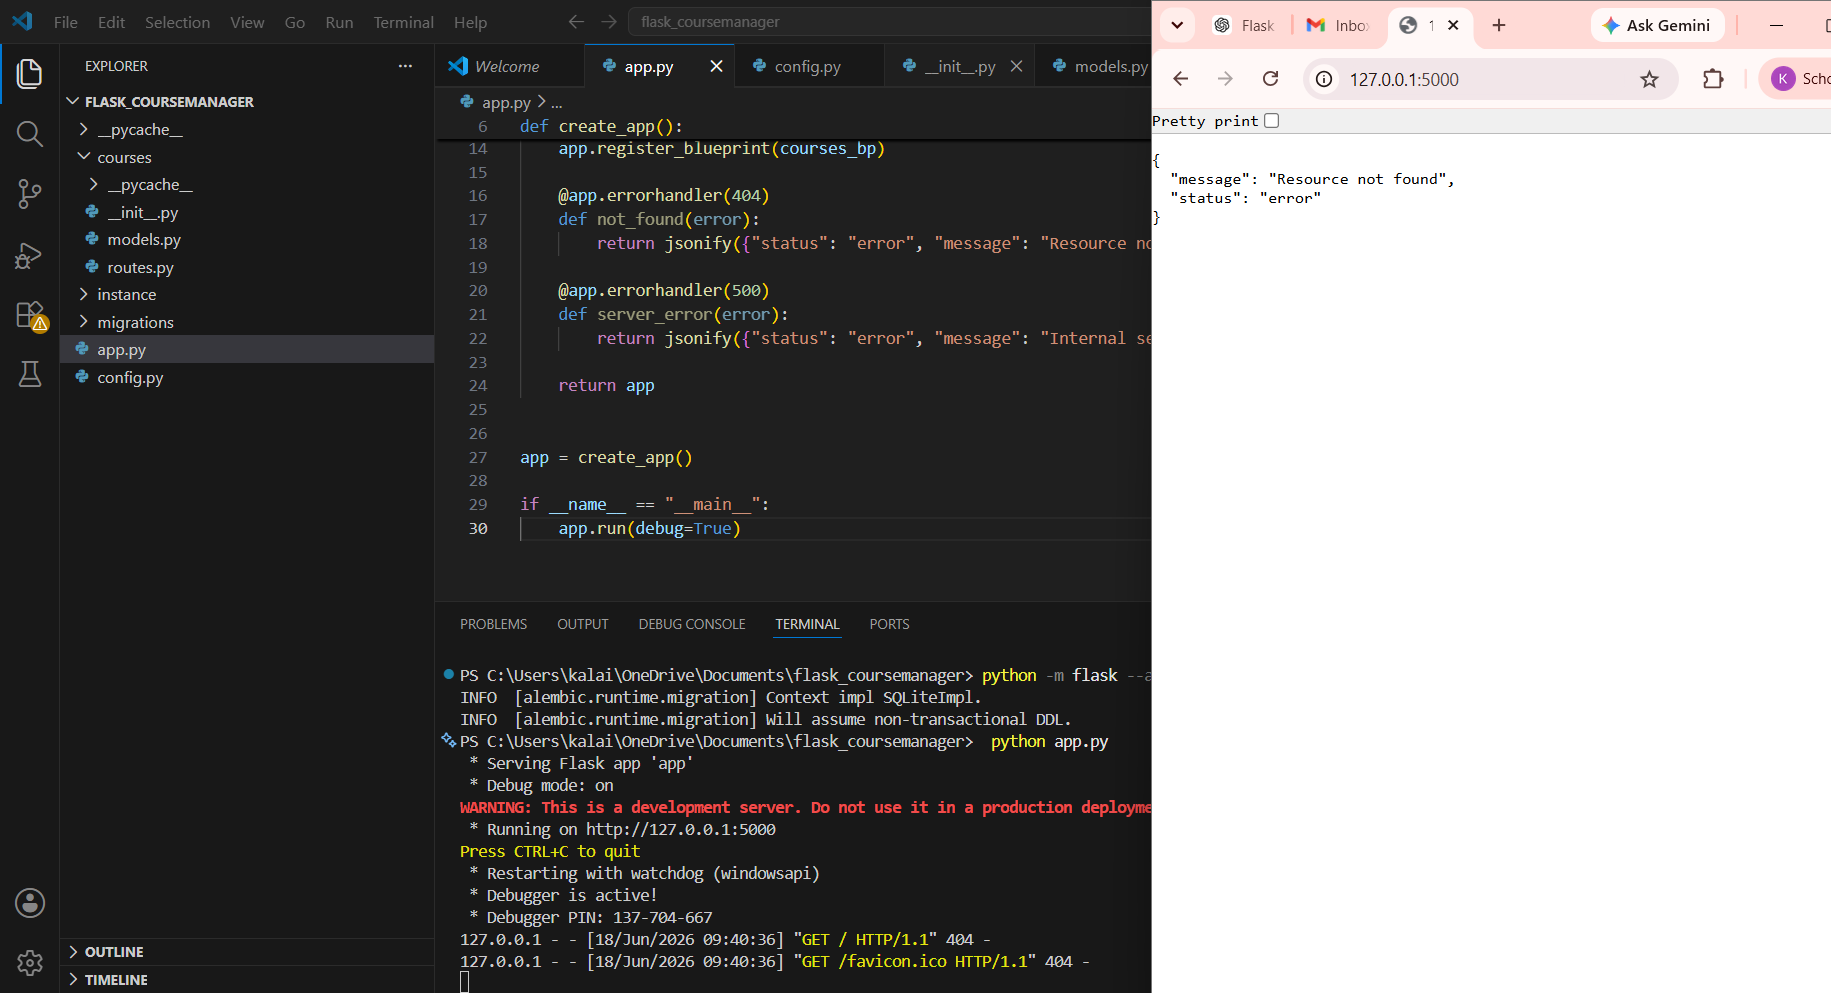 File Edit Selection View Go Run Terminal Help
flask_coursemanager
EXPLORER
FLASK_COURSEMANAGER
__pycache__
courses
__pycache__
__init__.py
models.py
routes.py
instance
migrations
app.py
config.py
OUTLINE
TIMELINE
Welcome
app.py
config.py
__init__.py
models.py
app.py > ...
6 def create_app():
14 app.register_blueprint(courses_bp)
15
16 @app.errorhandler(404)
17 def not_found(error):
18 return jsonify({"status": "error", "message": "Resource no
19
20 @app.errorhandler(500)
21 def server_error(error):
22 return jsonify({"status": "error", "message": "Internal se
23
24 return app
25
26
27 app = create_app()
28
29 if __name__ == "__main__":
30 app.run(debug=True)
PROBLEMS OUTPUT DEBUG CONSOLE TERMINAL PORTS
PS C:\Users\kalai\OneDrive\Documents\flask_coursemanager> python -m flask --a
INFO [alembic.runtime.migration] Context impl SQLiteImpl.
INFO [alembic.runtime.migration] Will assume non-transactional DDL.
PS C:\Users\kalai\OneDrive\Documents\flask_coursemanager> python app.py
* Serving Flask app 'app'
* Debug mode: on
WARNING: This is a development server. Do not use it in a production deployme
* Running on http://127.0.0.1:5000
Press CTRL+C to quit
* Restarting with watchdog (windowsapi)
* Debugger is active!
* Debugger PIN: 137-704-667
127.0.0.1 - - [18/Jun/2026 09:40:36] "GET / HTTP/1.1" 404 -
127.0.0.1 - - [18/Jun/2026 09:40:36] "GET /favicon.ico HTTP/1.1" 404 -
Flask
Inbo
1
Ask Gemini
127.0.0.1:5000
K Scho
Pretty print
{
"message": "Resource not found",
"status": "error"
}